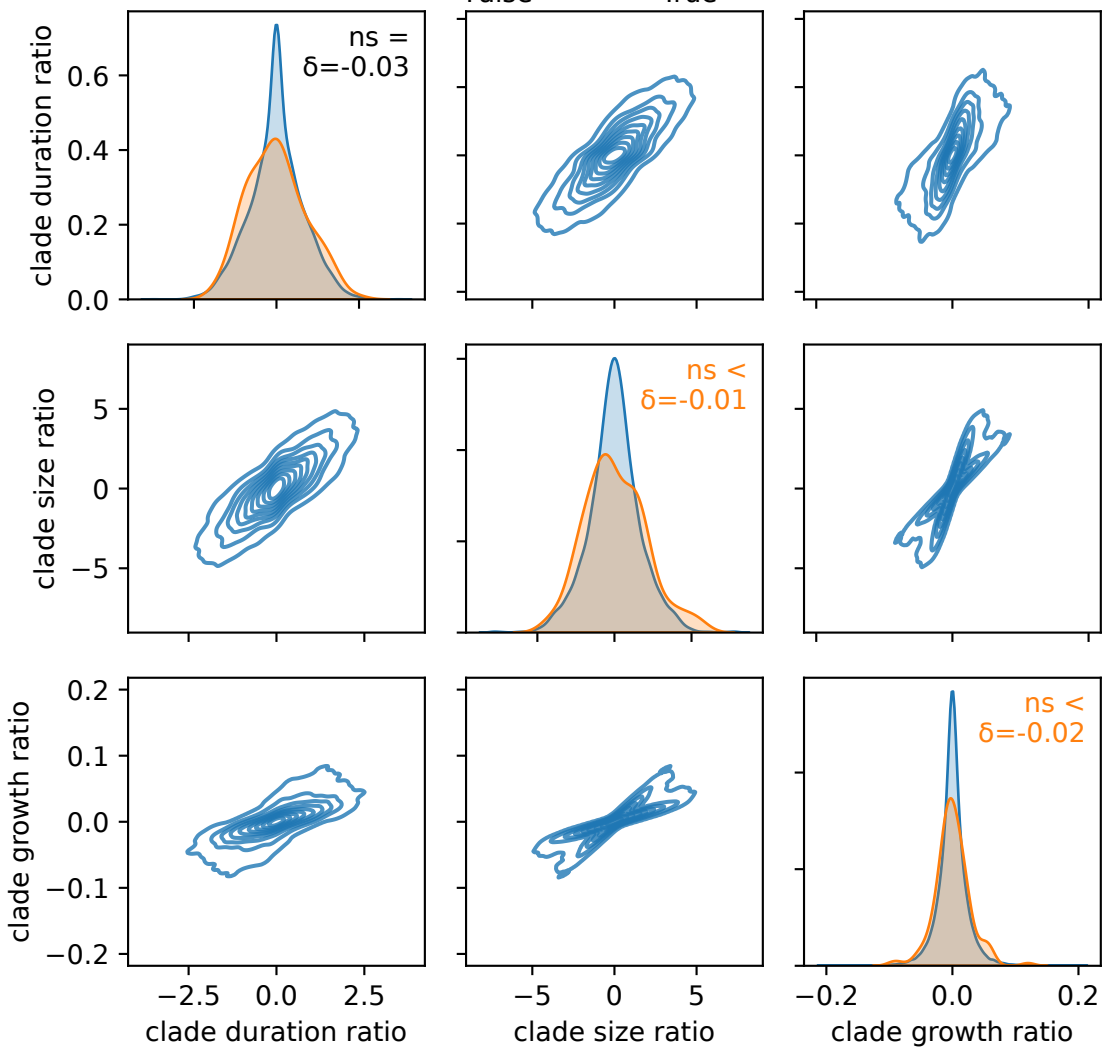 clade duration ratio
0.6
0.4
0.2
0.0
ns =
δ=-0.03
clade size ratio
5
0
−5
ns <
δ=-0.01
clade growth ratio
0.2
0.1
0.0
−0.1
−0.2
ns <
δ=-0.02
−2.5 0.0 2.5
−5 0 5
−0.2 0.0 0.2
clade duration ratio
clade size ratio
clade growth ratio